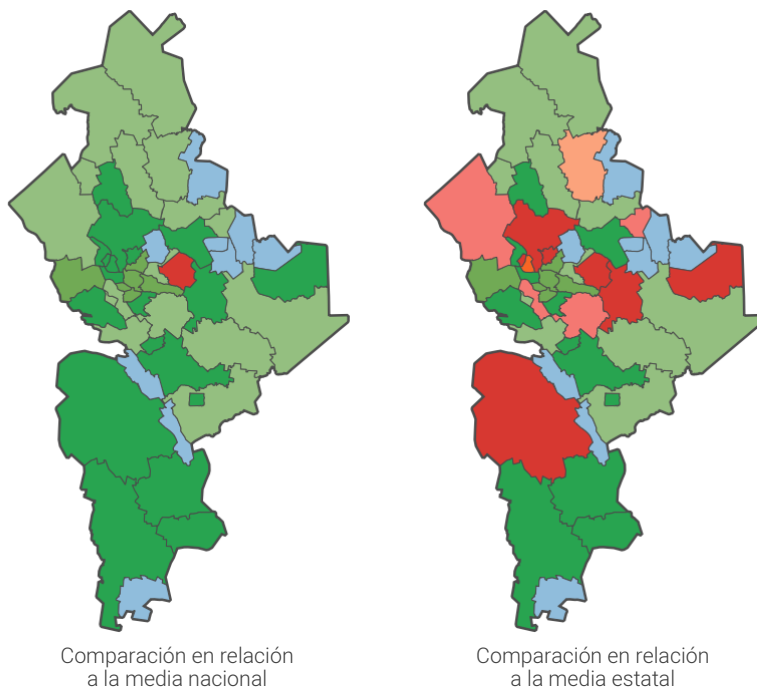 Comparación en relación
a la media nacional
Comparación en relación
a la media estatal